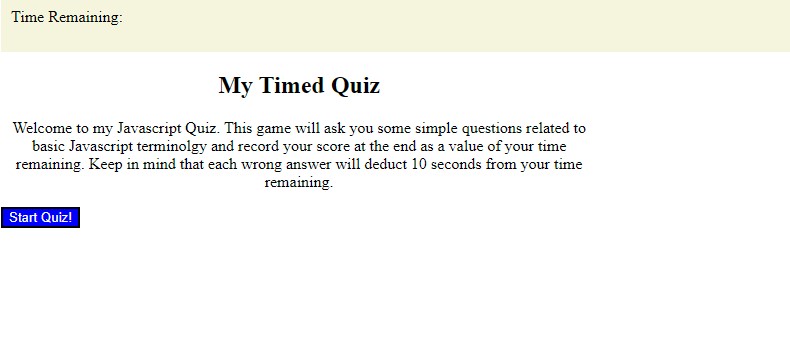 Time Remaining:
My Timed Quiz
Welcome to my Javascript Quiz. This game will ask you some simple questions related to
basic Javascript terminolgy and record your score at the end as a value of your time
remaining. Keep in mind that each wrong answer will deduct 10 seconds from your time
remaining.
Start Quiz!